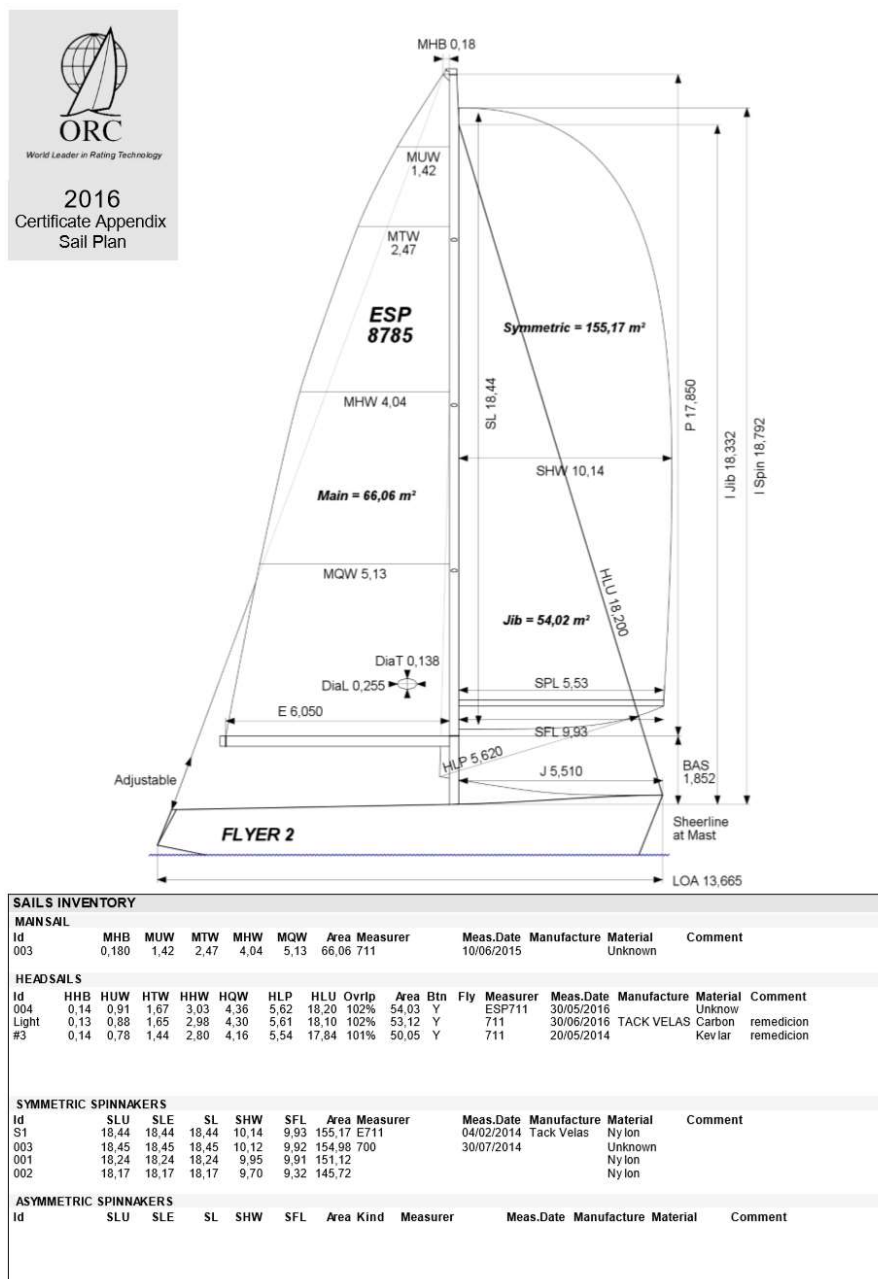 MHB 0,18
ORC
World Leader in Rating Technology
2016
Certificate Appendix
Sail Plan
MUW
1,42
MTW
2,47
ESP
8785
Symmetric = 155,17 m²
SL 18,44
P 17,850
I Jib 18,332
I Spin 18,792
MHW 4,04
SHW 10,14
Main = 66,06 m²
MQW 5,13
HLU 18,200
Jib = 54,02 m²
DiaT 0,138
DiaL 0,255
SPL 5,53
E 6,050
SFL 9,93
HLP 5,620
J 5,510
BAS
1,852
Adjustable
Sheerline
at Mast
FLYER 2
LOA 13,665
SAILS INVENTORY
MAINSAIL
Id MHB MUW MTW MHW MQW Area Measurer Meas.Date Manufacture Material Comment
003 0,180 1,42 2,47 4,04 5,13 66,06 711 10/06/2015 Unknown
HEADSAILS
Id HHB HUW HTW HHW HQW HLP HLU Ovrlp Area Btn Fly Measurer Meas.Date Manufacture Material Comment
004 0,14 0,91 1,67 3,03 4,36 5,62 18,20 102% 54,03 Y ESP711 30/05/2016 Unknow
Light 0,13 0,88 1,65 2,98 4,30 5,61 18,10 102% 53,12 Y 711 30/06/2016 TACK VELAS Carbon remedicion
#3 0,14 0,78 1,44 2,80 4,16 5,54 17,84 101% 50,05 Y 711 20/05/2014 Kevlar remedicion
SYMMETRIC SPINNAKERS
Id SLU SLE SL SHW SFL Area Measurer Meas.Date Manufacture Material Comment
S1 18,44 18,44 18,44 10,14 9,93 155,17 E711 04/02/2014 Tack Velas Nylon
003 18,45 18,45 18,45 10,12 9,92 154,98 700 30/07/2014 Unknown
001 18,24 18,24 18,24 9,95 9,91 151,12 Nylon
002 18,17 18,17 18,17 9,70 9,32 145,72 Nylon
ASYMMETRIC SPINNAKERS
Id SLU SLE SL SHW SFL Area Kind Measurer Meas.Date Manufacture Material Comment